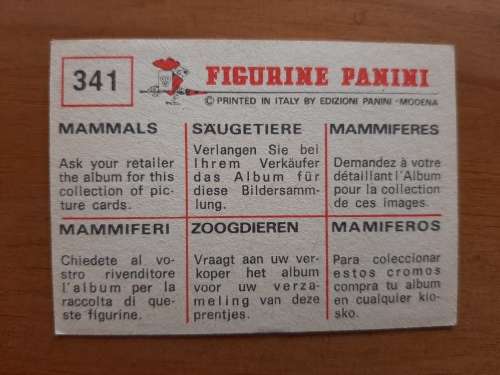 341
FIGURINE PANINI
© PRINTED IN ITALY BY EDIZIONI PANINI - MODENA
MAMMALS
Ask your retailer
the album for this
collection of pic-
ture cards.
SÄUGETIERE
Verlangen Sie bei
Ihrem Verkäufer
das Album für
diese Bildersamm-
lung.
MAMMIFERES
Demandez à votre
détaillant l'Album
pour la collection
de ces images.
MAMMIFERI
Chiedete al vo-
stro rivenditore
l'album per la
raccolta di que-
ste figurine.
ZOOGDIEREN
Vraagt aan uw ver-
koper het album
voor uw verza-
meling van deze
prentjes.
MAMIFEROS
Para coleccionar
estos cromos
compra tu album
en cualquier kio-
sko.